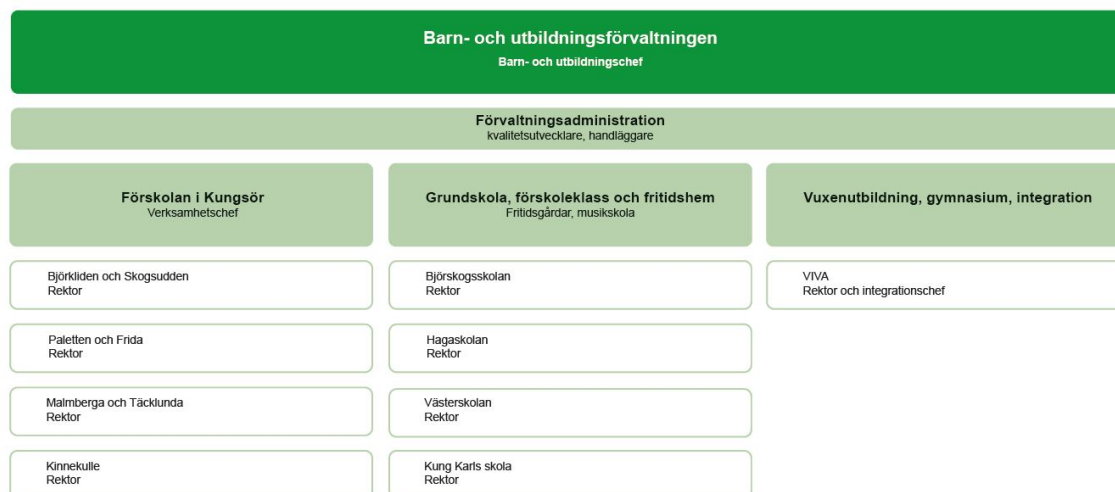 Barn- och utbildningsförvaltningen
Barn- och utbildningschef
Förvaltningsadministration
kvalitetsutvecklare, handläggare
Förskolan i Kungsör
Verksamhetschef
Björkliden och Skogsudden
Rektor
Paletten och Frida
Rektor
Malmberga och Täcklunda
Rektor
Kinnekulle
Rektor
Grundskola, förskoleklass och fritidshem
Fritidsgårdar, musikskola
Björskogsskolan
Rektor
Hagaskolan
Rektor
Västerskolan
Rektor
Kung Karls skola
Rektor
Vuxenutbildning, gymnasium, integration
VIVA
Rektor och integrationschef